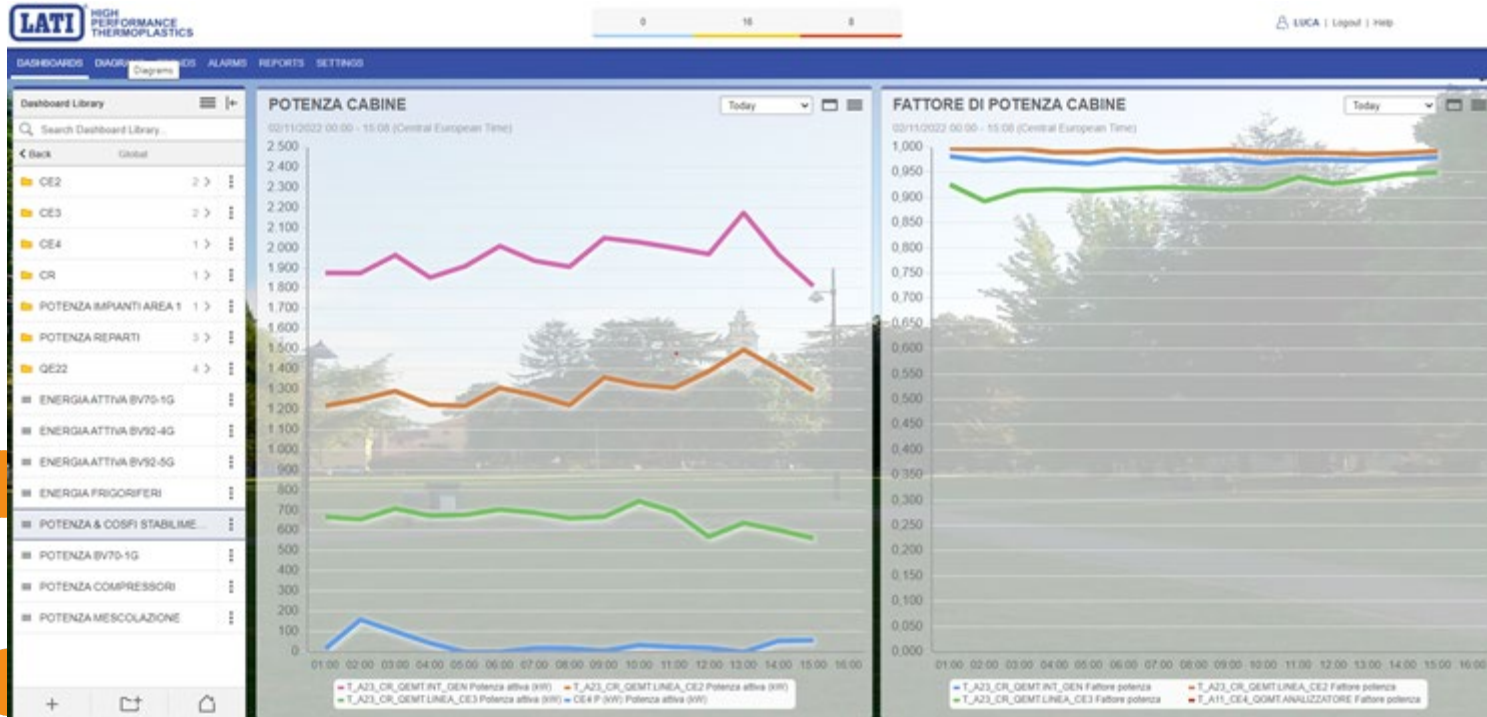 LATI HIGH
PERFORMANCE
THERMOPLASTICS
0 16 8
LUCA | Logout | Help
DASHBOARDS DIAGRAMS ALARMS REPORTS SETTINGS
Diagrams
Dashboard Library
Search Dashboard Library...
Back Global
CE2 2 >
CE3 2 >
CE4 1 >
CR 1 >
POTENZA IMPIANTI AREA 1 1 >
POTENZA REPARTI 3 >
QE22 4 >
ENERGIA ATTIVA BV70-1G
ENERGIA ATTIVA BV92-4G
ENERGIA ATTIVA BV92-5G
ENERGIA FRIGORIFERI
POTENZA & COSFI STABILIME...
POTENZA BV70-1G
POTENZA COMPRESSORI
POTENZA MESCOLAZIONE
POTENZA CABINE
Today
02/11/2022 00:00 - 15:08 (Central European Time)
2.500
2.400
2.300
2.200
2.100
2.000
1.900
1.800
1.700
1.600
1.500
1.400
1.300
1.200
1.100
1.000
900
800
700
600
500
400
300
200
100
0
01:00 02:00 03:00 04:00 05:00 06:00 07:00 08:00 09:00 10:00 11:00 12:00 13:00 14:00 15:00 16:00
T_A23_CR_QEMT.INT_GEN Potenza attiva (kW) T_A23_CR_QEMT.LINEA_CE2 Potenza attiva (kW)
T_A23_CR_QEMT.LINEA_CE3 Potenza attiva (kW) CE4 P (kW) Potenza attiva (kW)
FATTORE DI POTENZA CABINE
Today
02/11/2022 00:00 - 15:08 (Central European Time)
1,000
0,950
0,900
0,850
0,800
0,750
0,700
0,650
0,600
0,550
0,500
0,450
0,400
0,350
0,300
0,250
0,200
0,150
0,100
0,050
0,000
01:00 02:00 03:00 04:00 05:00 06:00 07:00 08:00 09:00 10:00 11:00 12:00 13:00 14:00 15:00 16:00
T_A23_CR_QEMT.INT_GEN Fattore potenza T_A23_CR_QEMT.LINEA_CE2 Fattore potenza
T_A23_CR_QEMT.LINEA_CE3 Fattore potenza T_A11_CE4_QGMT.ANALIZZATORE Fattore potenza